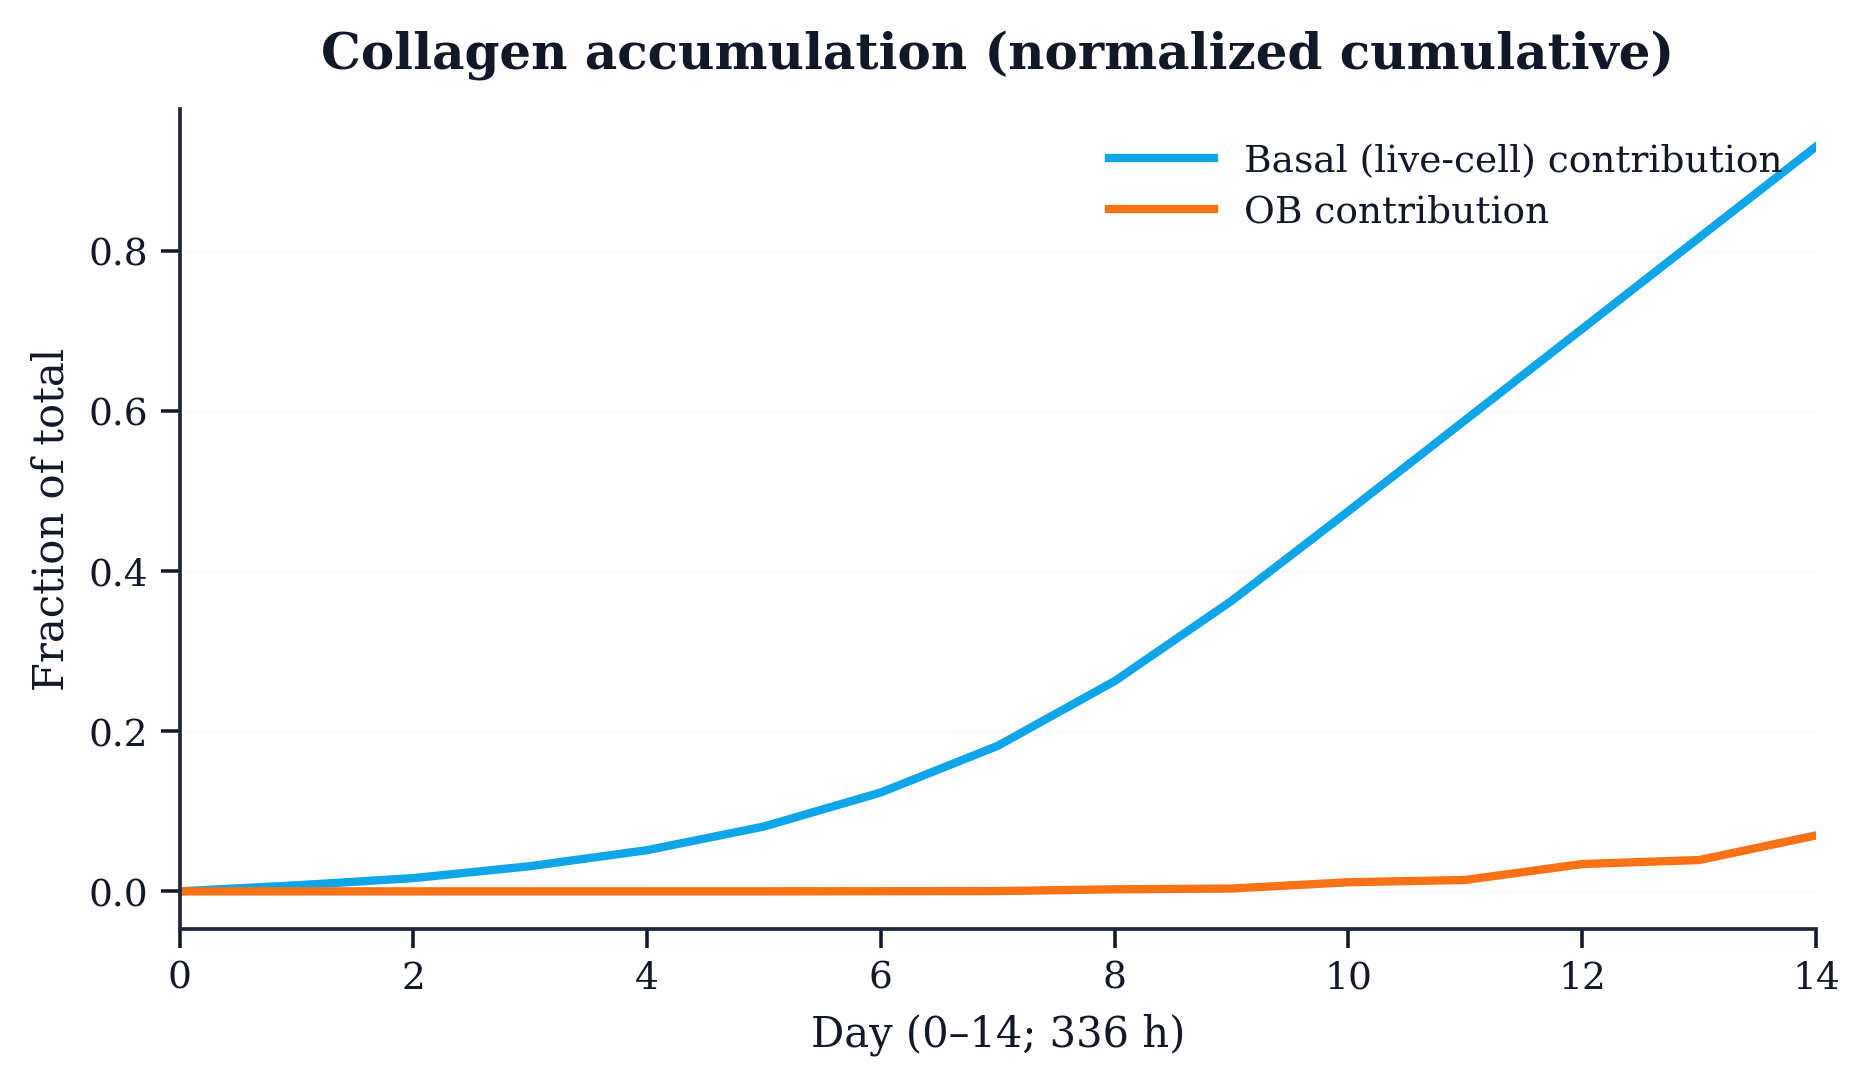 Collagen accumulation (normalized cumulative)
Basal (live-cell) contribution
OB contribution
Fraction of total
0.8
0.6
0.4
0.2
0.0
0 2 4 6 8 10 12 14
Day (0–14; 336 h)